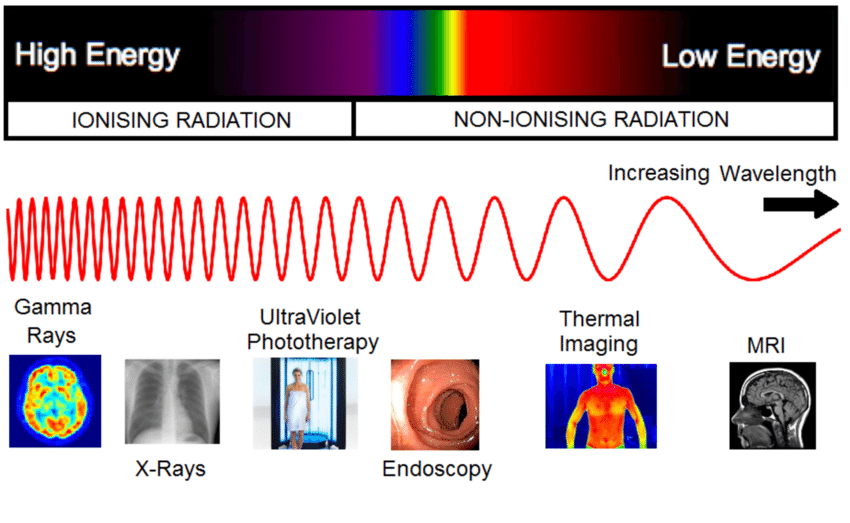 High Energy
Low Energy
IONISING RADIATION
NON-IONISING RADIATION
Increasing Wavelength
Gamma
Rays
X-Rays
UltraViolet
Phototherapy
Endoscopy
Thermal
Imaging
MRI